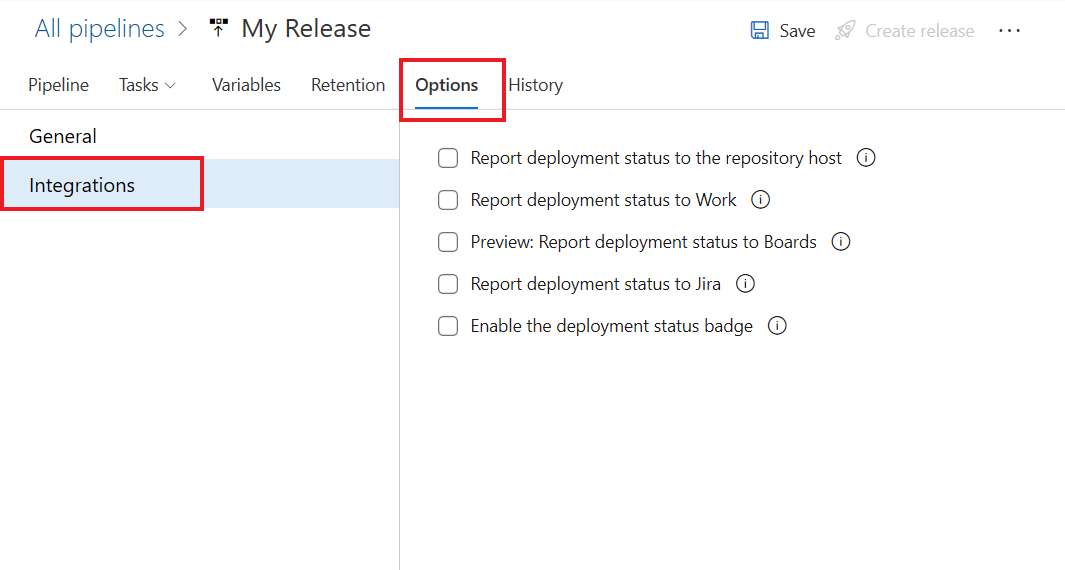 All pipelines > My Release
Save
Create release
...
Pipeline Tasks Variables Retention Options History
General
Integrations
Report deployment status to the repository host
Report deployment status to Work
Preview: Report deployment status to Boards
Report deployment status to Jira
Enable the deployment status badge